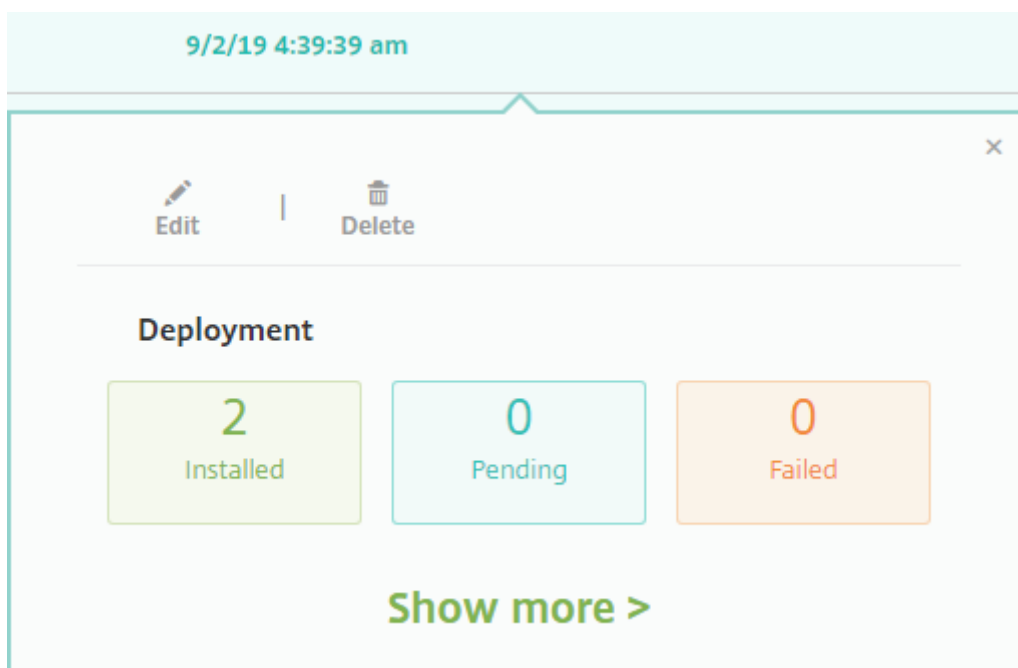 9/2/19 4:39:39 am
×
Edit | Delete
Deployment
2 0 0
Installed Pending Failed
Show more >